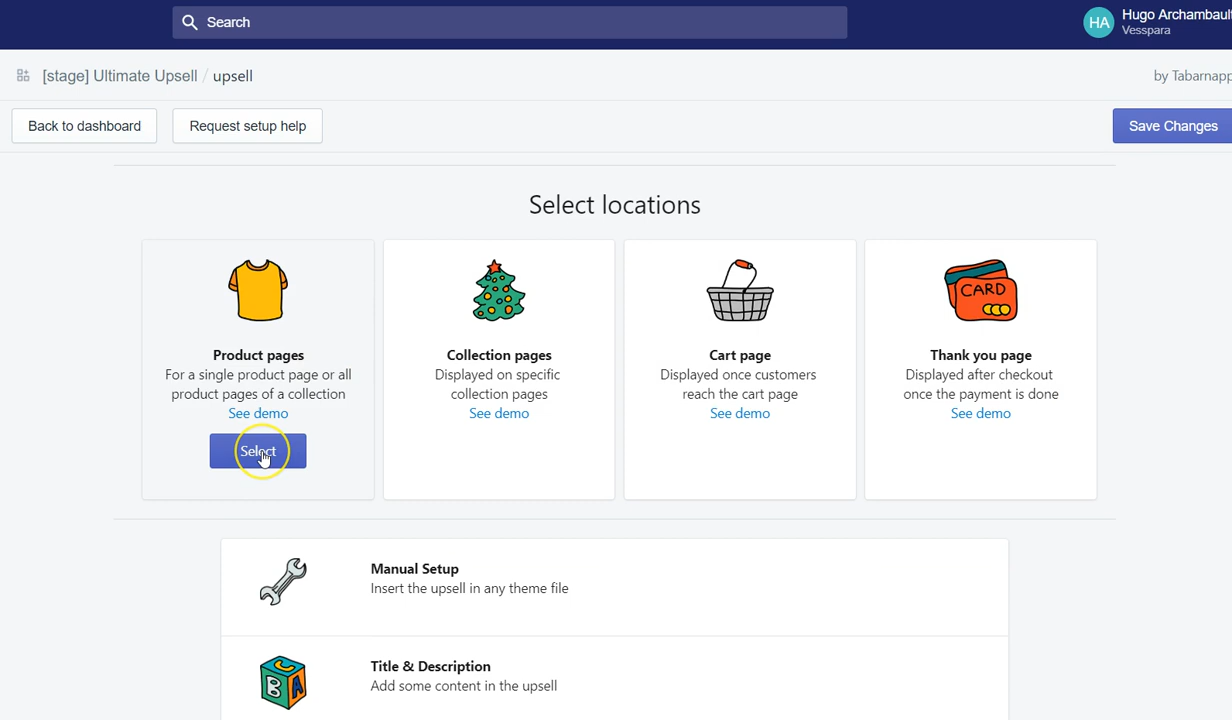 Search
HA
Hugo Archambaul
Vesspara
[stage] Ultimate Upsell / upsell
by Tabarnapp
Back to dashboard
Request setup help
Save Changes
Select locations
CARD
Product pages
For a single product page or all
product pages of a collection
See demo
Select
Collection pages
Displayed on specific
collection pages
See demo
Cart page
Displayed once customers
reach the cart page
See demo
Thank you page
Displayed after checkout
once the payment is done
See demo
Manual Setup
Insert the upsell in any theme file
C
B A
Title & Description
Add some content in the upsell